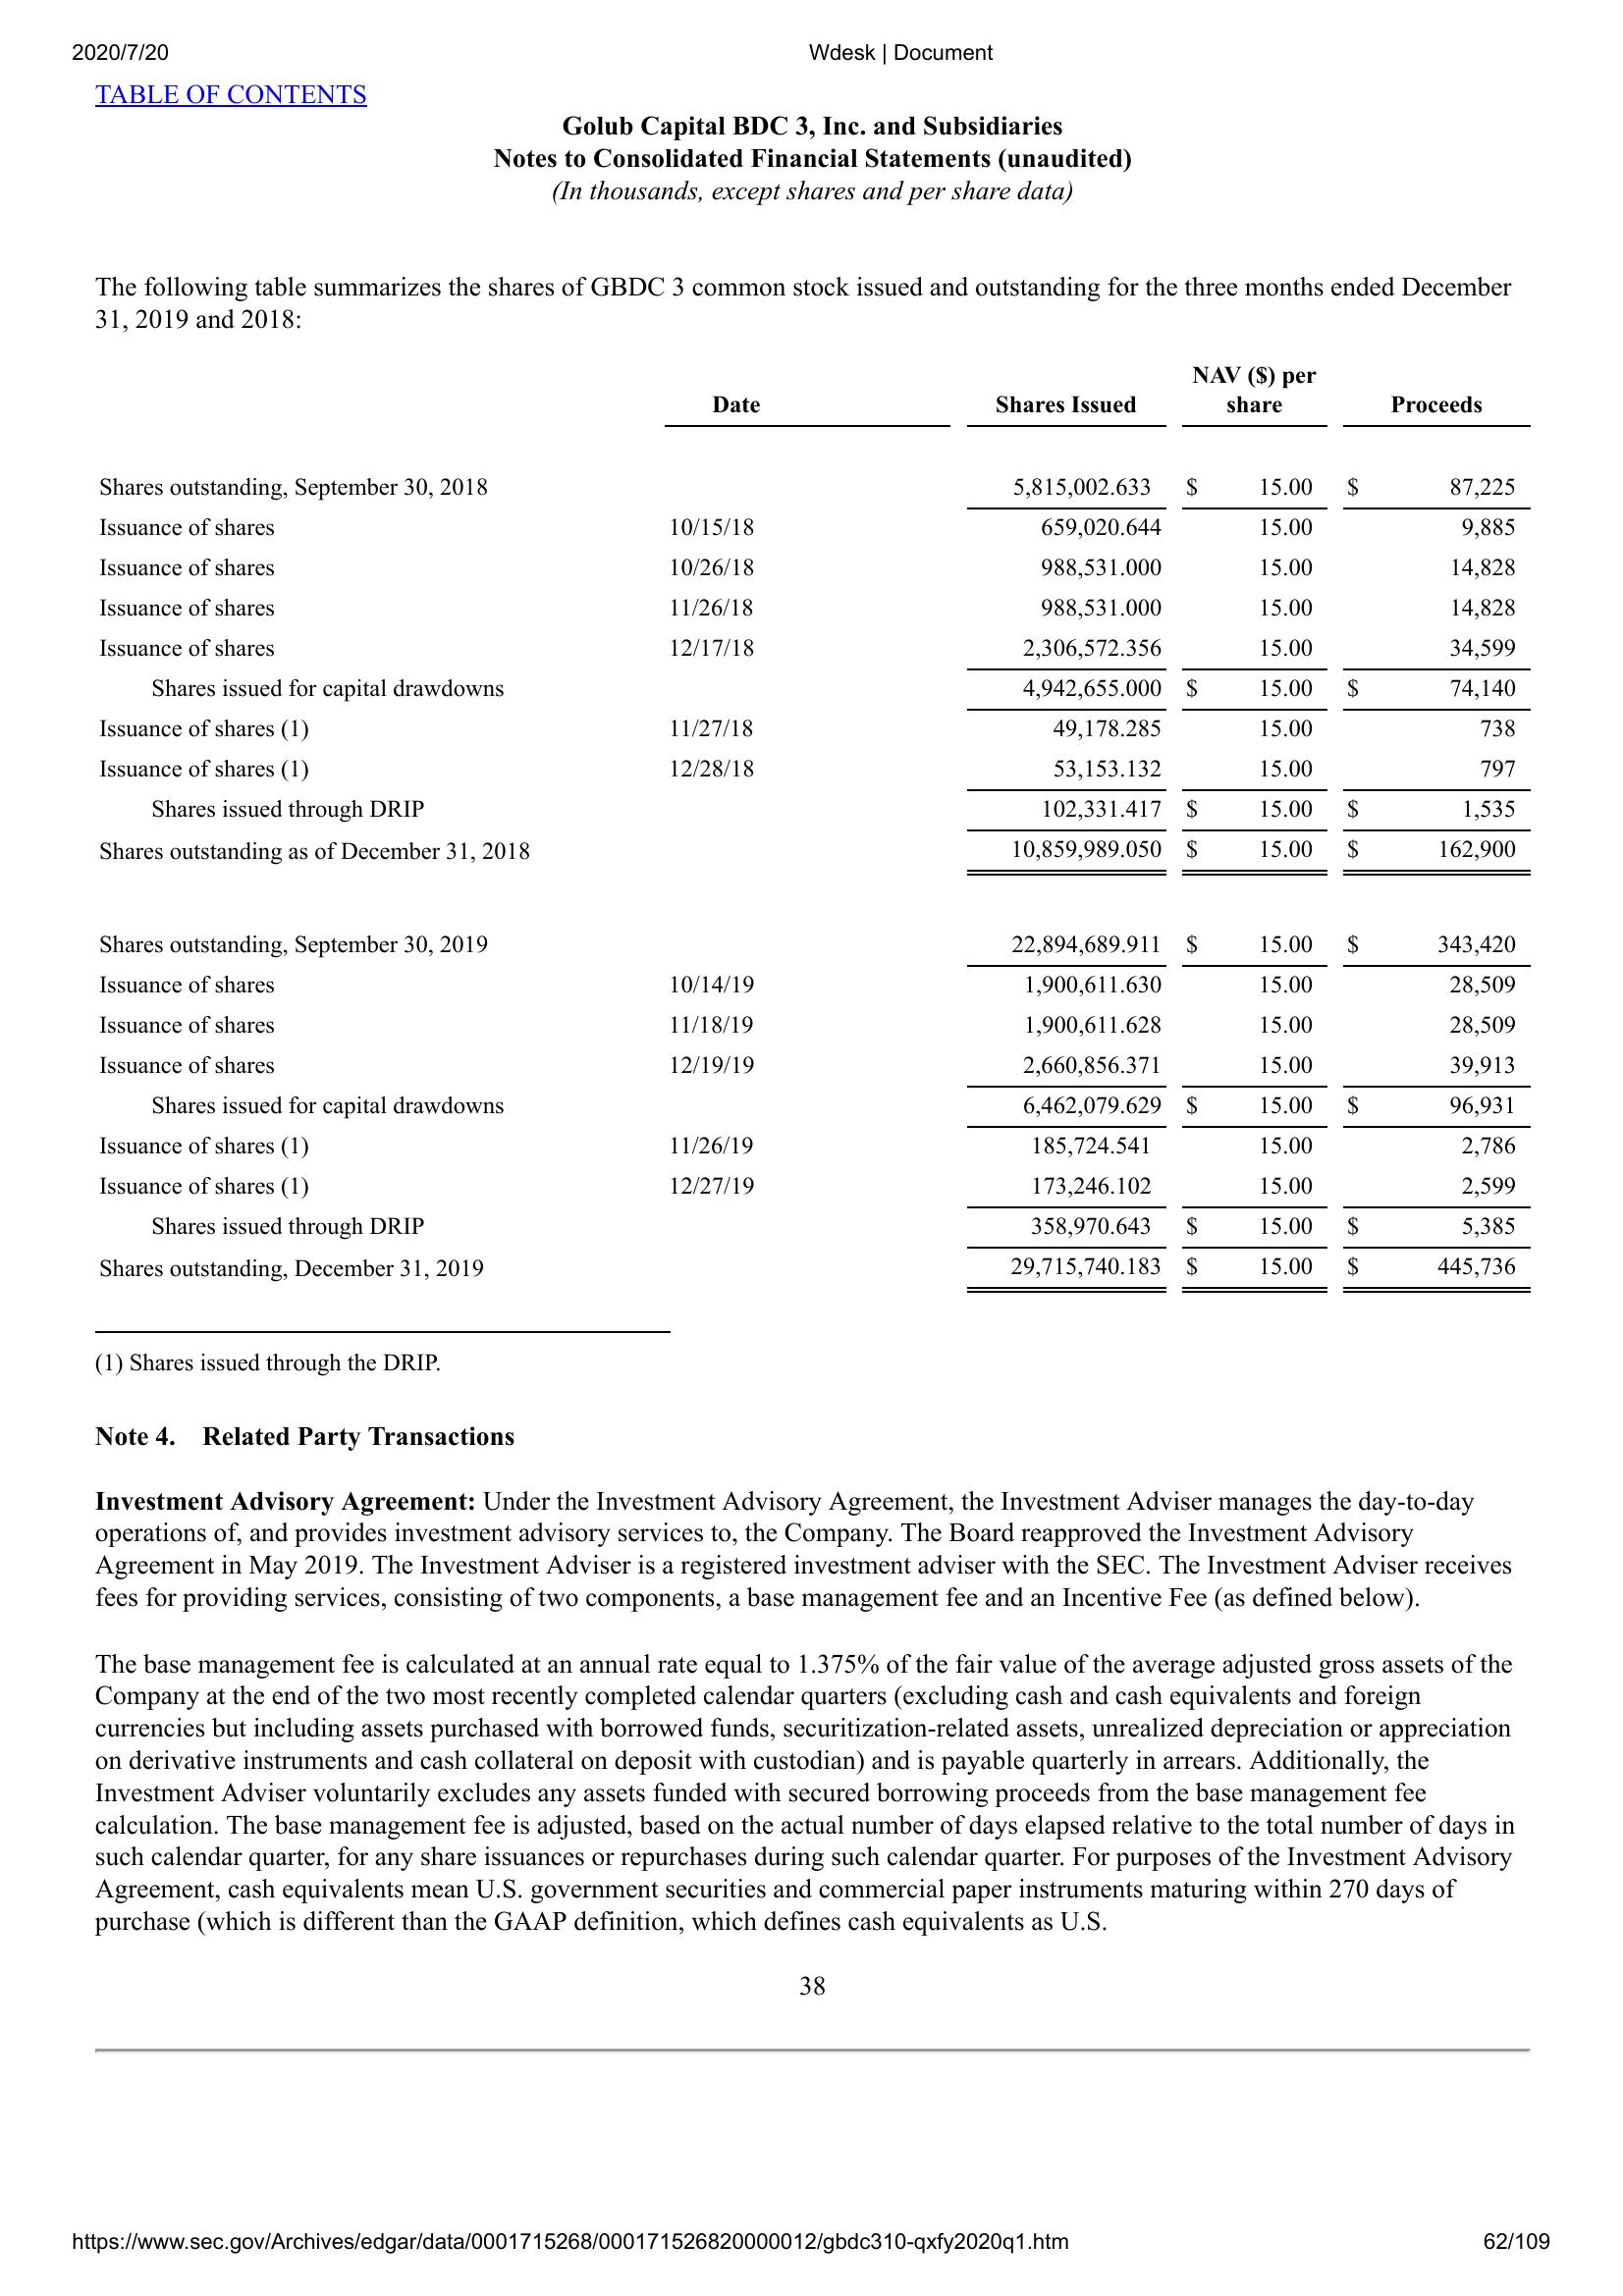 2020/7/20 Wdesk | Document
TABLE OF CONTENTS
Golub Capital BDC 3, Inc. and Subsidiaries
Notes to Consolidated Financial Statements (unaudited)
(In thousands, except shares and per share data)
The following table summarizes the shares of GBDC 3 common stock issued and outstanding for the three months ended December
31, 2019 and 2018:
NAV ($) per
Date Shares Issued share Proceeds
Shares outstanding, September 30, 2018 5,815,002.633 $ 15.00 $ 87,225
Issuance of shares 10/15/18 659,020.644 15.00 9,885
Issuance of shares 10/26/18 988,531.000 15.00 14,828
Issuance of shares 11/26/18 988,531.000 15.00 14,828
Issuance of shares 12/17/18 2,306,572.356 15.00 34,599
Shares issued for capital drawdowns 4,942,655.000 $ 15.00 $ 74,140
Issuance of shares (1) 11/27/18 49,178.285 15.00 738
Issuance of shares (1) 12/28/18 53,153.132 15.00 797
Shares issued through DRIP 102,331.417 $ 15.00 $ 1,535
Shares outstanding as of December 31, 2018 10,859,989.050 $ 15.00 $ 162,900
Shares outstanding, September 30, 2019 22,894,689.911 $ 15.00 $ 343,420
Issuance of shares 10/14/19 1,900,611.630 15.00 28,509
Issuance of shares 11/18/19 1,900,611.628 15.00 28,509
Issuance of shares 12/19/19 2,660,856.371 15.00 39,913
Shares issued for capital drawdowns 6,462,079.629 $ 15.00 $ 96,931
Issuance of shares (1) 11/26/19 185,724.541 15.00 2,786
Issuance of shares (1) 12/27/19 173,246.102 15.00 2,599
Shares issued through DRIP 358,970.643 $ 15.00 $ 5,385
Shares outstanding, December 31, 2019 29,715,740.183 $ 15.00 $ 445,736
(1) Shares issued through the DRIP.
Note 4. Related Party Transactions
Investment Advisory Agreement: Under the Investment Advisory Agreement, the Investment Adviser manages the day-to-day
operations of, and provides investment advisory services to, the Company. The Board reapproved the Investment Advisory
Agreement in May 2019. The Investment Adviser is a registered investment adviser with the SEC. The Investment Adviser receives
fees for providing services, consisting of two components, a base management fee and an Incentive Fee (as defined below).
The base management fee is calculated at an annual rate equal to 1.375% of the fair value of the average adjusted gross assets of the
Company at the end of the two most recently completed calendar quarters (excluding cash and cash equivalents and foreign
currencies but including assets purchased with borrowed funds, securitization-related assets, unrealized depreciation or appreciation
on derivative instruments and cash collateral on deposit with custodian) and is payable quarterly in arrears. Additionally, the
Investment Adviser voluntarily excludes any assets funded with secured borrowing proceeds from the base management fee
calculation. The base management fee is adjusted, based on the actual number of days elapsed relative to the total number of days in
such calendar quarter, for any share issuances or repurchases during such calendar quarter. For purposes of the Investment Advisory
Agreement, cash equivalents mean U.S. government securities and commercial paper instruments maturing within 270 days of
purchase (which is different than the GAAP definition, which defines cash equivalents as U.S.
38
https://www.sec.gov/Archives/edgar/data/0001715268/000171526820000012/gbdc310-qxfy2020q1.htm 62/109